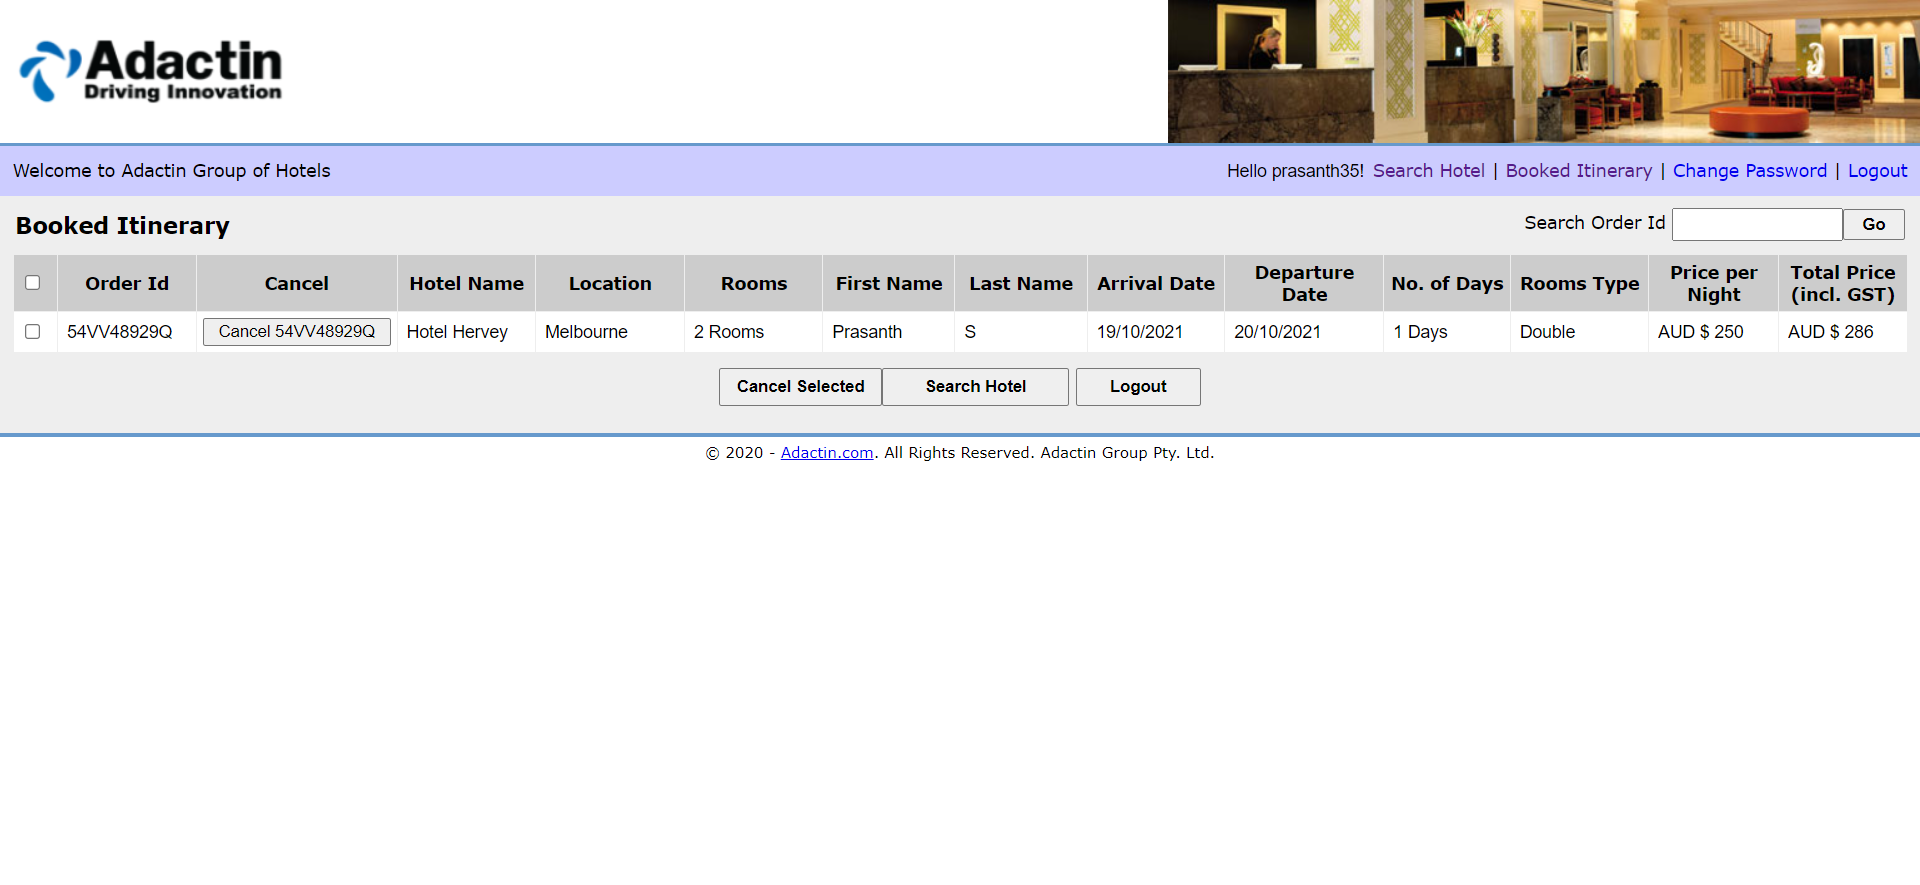 Adactin
Driving Innovation
Welcome to Adactin Group of Hotels
Hello prasanth35! Search Hotel | Booked Itinerary | Change Password | Logout
Booked Itinerary
Search Order Id
Go
Order Id Cancel Hotel Name Location Rooms First Name Last Name Arrival Date Departure Date No. of Days Rooms Type Price per Night Total Price (incl. GST)
54VV48929Q Cancel 54VV48929Q Hotel Hervey Melbourne 2 Rooms Prasanth S 19/10/2021 20/10/2021 1 Days Double AUD $ 250 AUD $ 286
Cancel Selected Search Hotel Logout
© 2020 - Adactin.com. All Rights Reserved. Adactin Group Pty. Ltd.